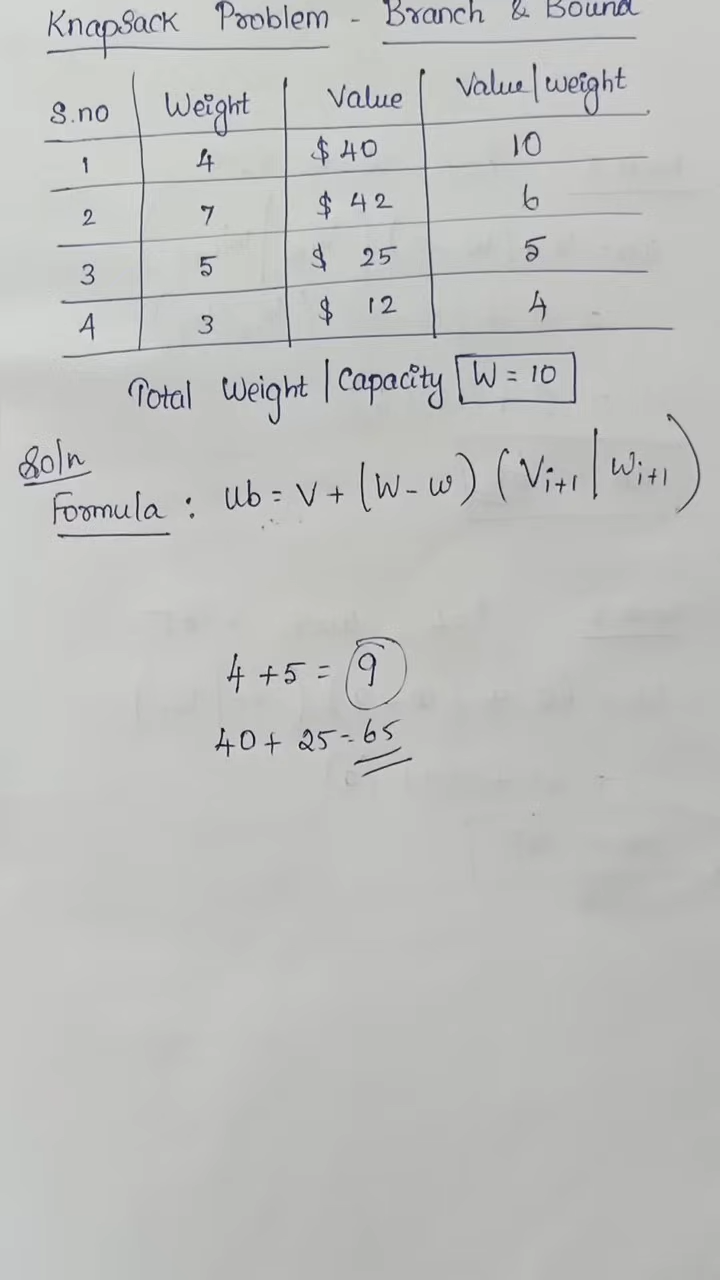 Knapsack Problem - Branch & Bound
S.no Weight Value Value/weight
1 4 $ 40 10
2 7 $ 42 6
3 5 $ 25 5
4 3 $ 12 4
Total Weight | Capacity W = 10
Soln
Formula : ub = v + (W - w) (Vi+1 | wi+1)
4 + 5 = 9
40 + 25 = 65